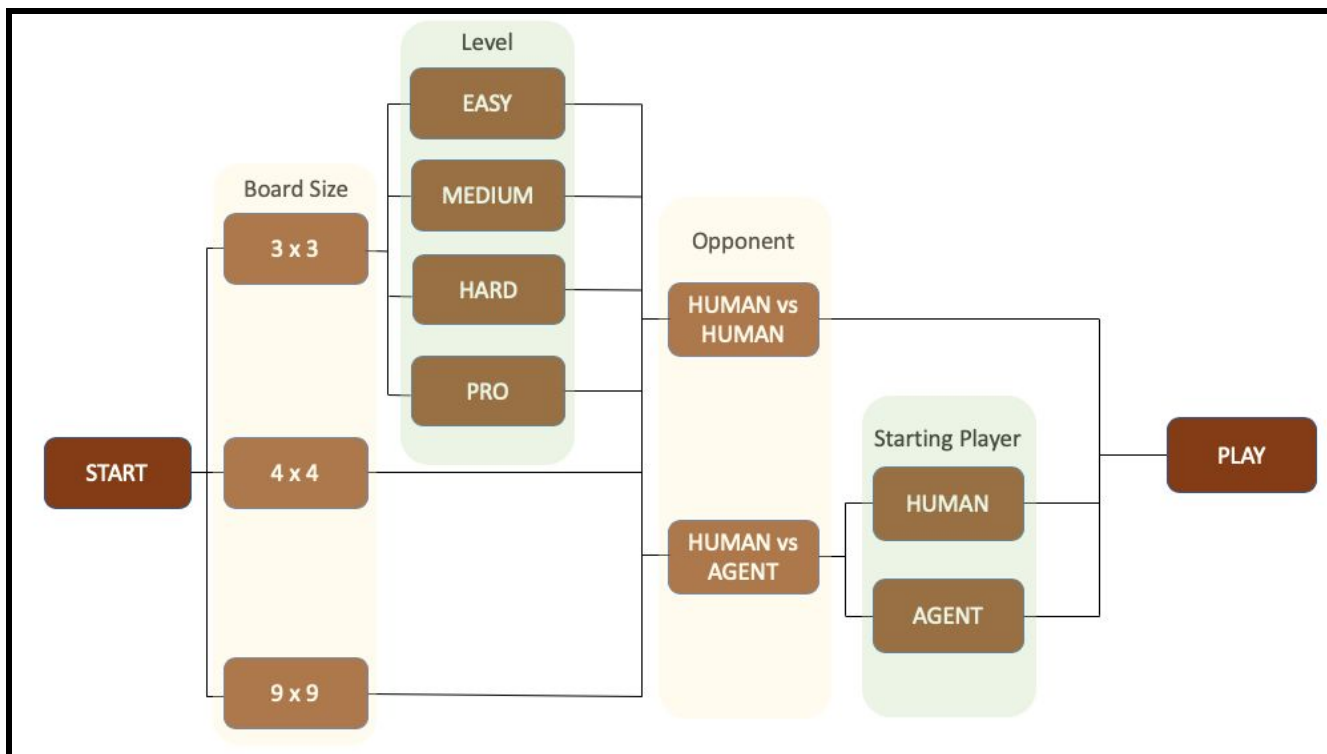 Level
EASY
MEDIUM
HARD
PRO
Board Size
3 x 3
4 x 4
9 x 9
START
Opponent
HUMAN vs
HUMAN
HUMAN vs
AGENT
Starting Player
HUMAN
AGENT
PLAY